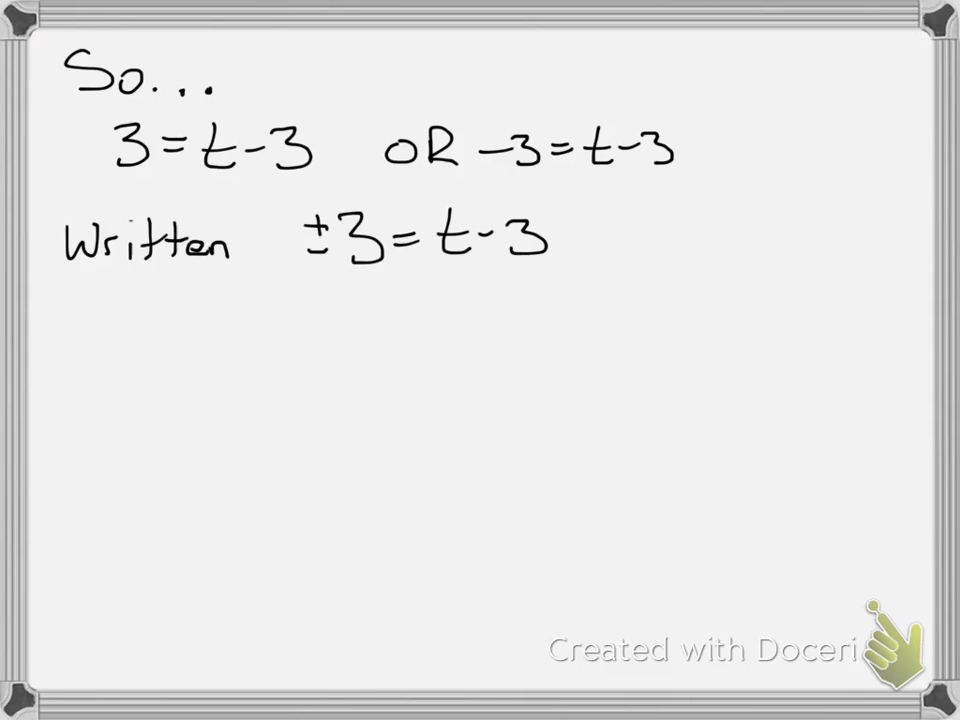 So...
3 = t - 3 OR -3 = t - 3
Written ±3 = t - 3
Created with Doceri